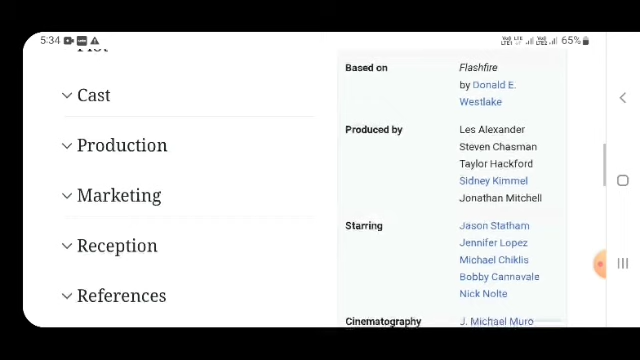 5:34
65%
Plot
Cast
Production
Marketing
Reception
References
Based on
Flashfire
by Donald E.
Westlake
Produced by
Les Alexander
Steven Chasman
Taylor Hackford
Sidney Kimmel
Jonathan Mitchell
Starring
Jason Statham
Jennifer Lopez
Michael Chiklis
Bobby Cannavale
Nick Nolte
Cinematography
J. Michael Muro